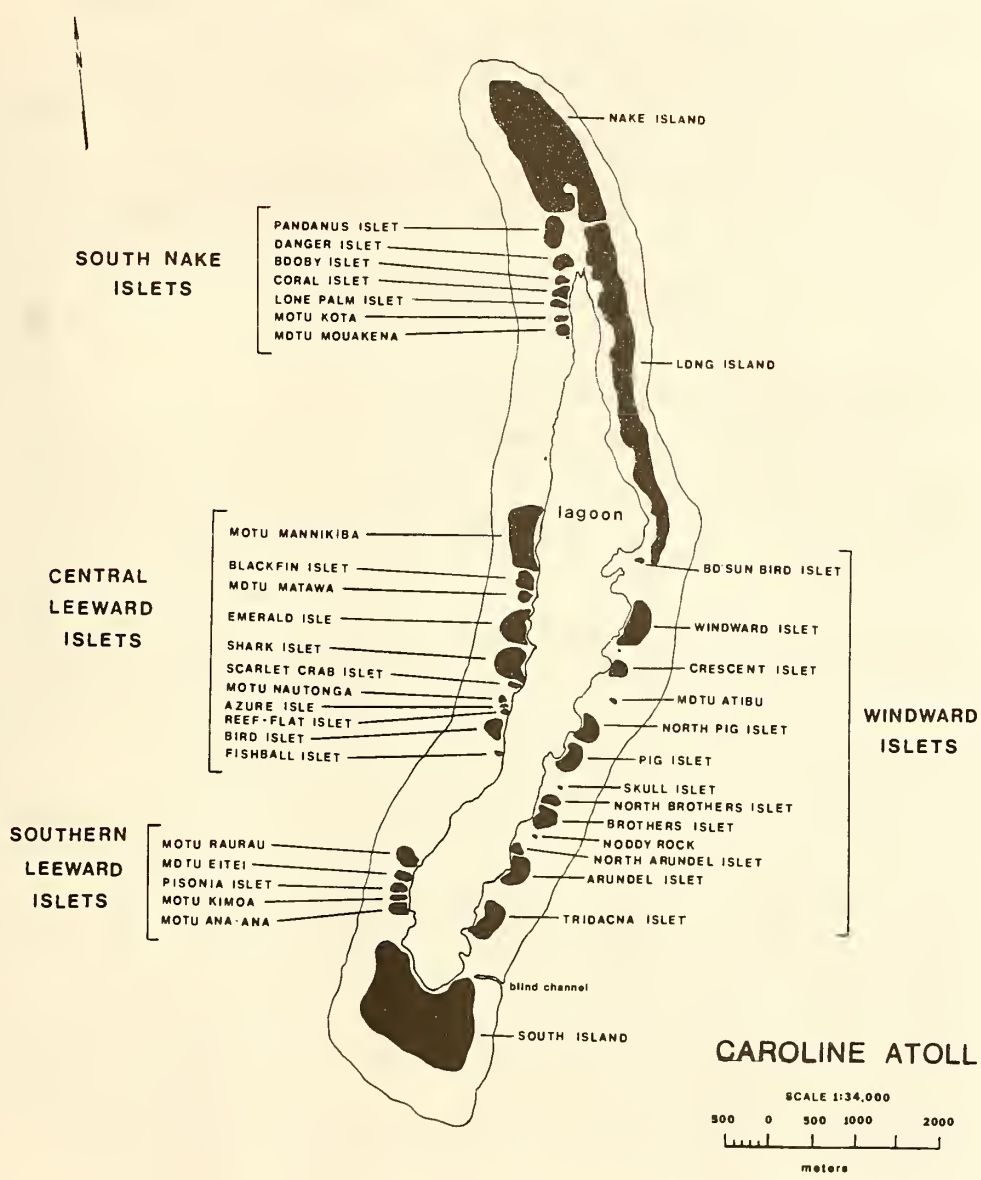 N
NAKE ISLAND
SOUTH NAKE
ISLETS
PANDANUS ISLET
DANGER ISLET
BOOBY ISLET
CORAL ISLET
LONE PALM ISLET
MOTU KOTA
MOTU MOUAKENA
LONG ISLAND
lagoon
CENTRAL
LEEWARD
ISLETS
MOTU MANNIKIBA
BLACKFIN ISLET
MOTU MATAWA
EMERALD ISLE
SHARK ISLET
SCARLET CRAB ISLET
MOTU NAUTONGA
AZURE ISLE
REEF-FLAT ISLET
BIRD ISLET
FISHBALL ISLET
BO'SUN BIRD ISLET
WINDWARD ISLET
CRESCENT ISLET
MOTU ATIBU
NORTH PIG ISLET
PIG ISLET
SKULL ISLET
NORTH BROTHERS ISLET
BROTHERS ISLET
NODDY ROCK
NORTH ARUNDEL ISLET
ARUNDEL ISLET
TRIDACNA ISLET
WINDWARD
ISLETS
SOUTHERN
LEEWARD
ISLETS
MOTU RAURAU
MOTU EITEI
PISONIA ISLET
MOTU KIMOA
MOTU ANA-ANA
blind channel
SOUTH ISLAND
CAROLINE ATOLL
SCALE 1:34,000
500 0 500 1000 2000
meters